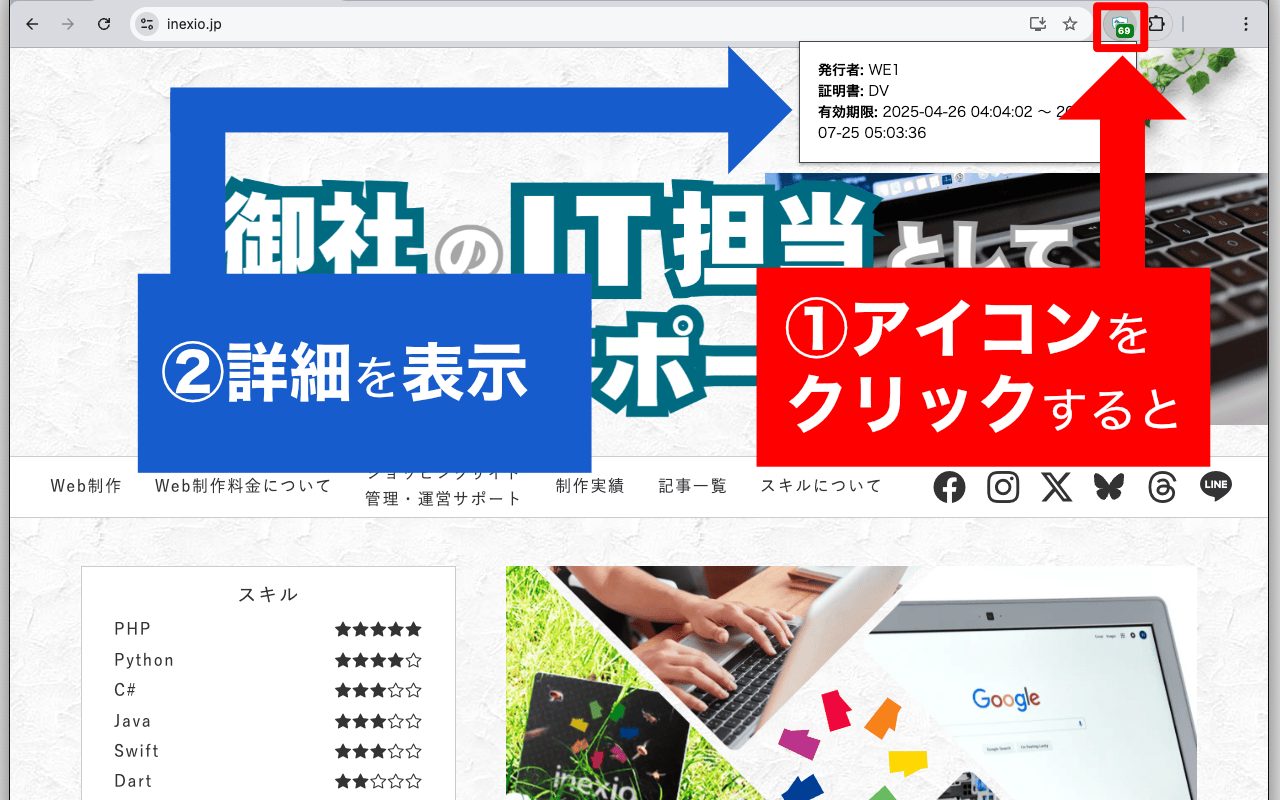 inexio.jp
69
発行者: WE1
証明書: DV
有効期限: 2025-04-26 04:04:02 ～
07-25 05:03:36
御社のIT担当として
ポー
①アイコンを
クリックすると
②詳細を表示
Web制作
Web制作料金について
ショッピングサイト
管理・運営サポート
制作実績
記事一覧
スキルについて
LINE
スキル
PHP ★★★★★
Python ★★★★☆
C# ★★★☆☆
Java ★★★☆☆
Swift ★★★☆☆
Dart ★★☆☆☆
inexio
Google
Google Search
I'm Feeling Lucky